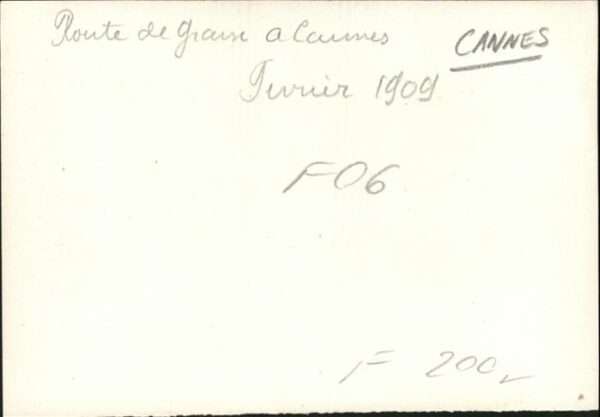 Route de Grasse a Cannes
CANNES
Fevrier 1909
F06
F 200